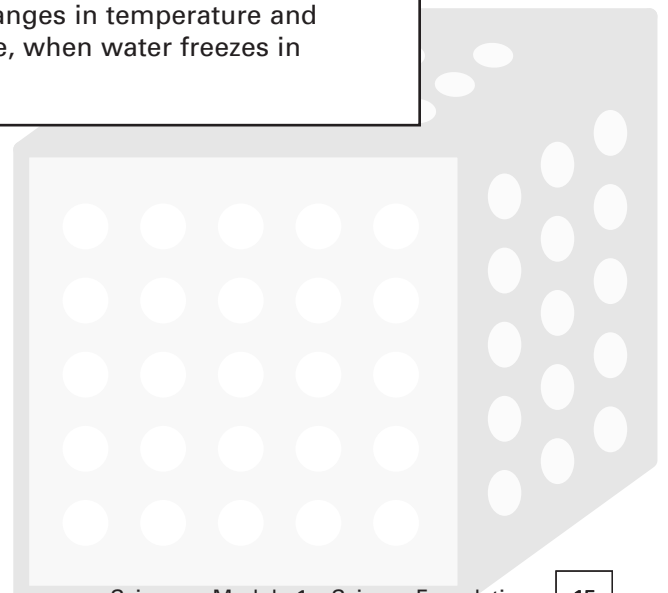 anges in temperature and
e, when water freezes in
Science Module 1 Science Foundations 15